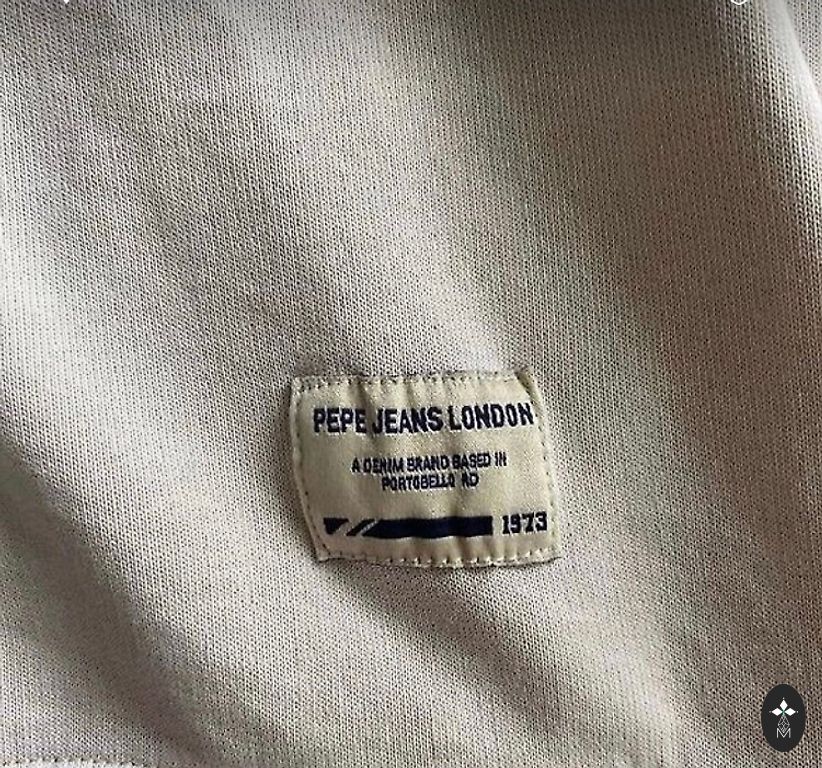 PEPE JEANS LONDON
A DENIM BRAND BASED IN
PORTOBELLO RD
1973
M